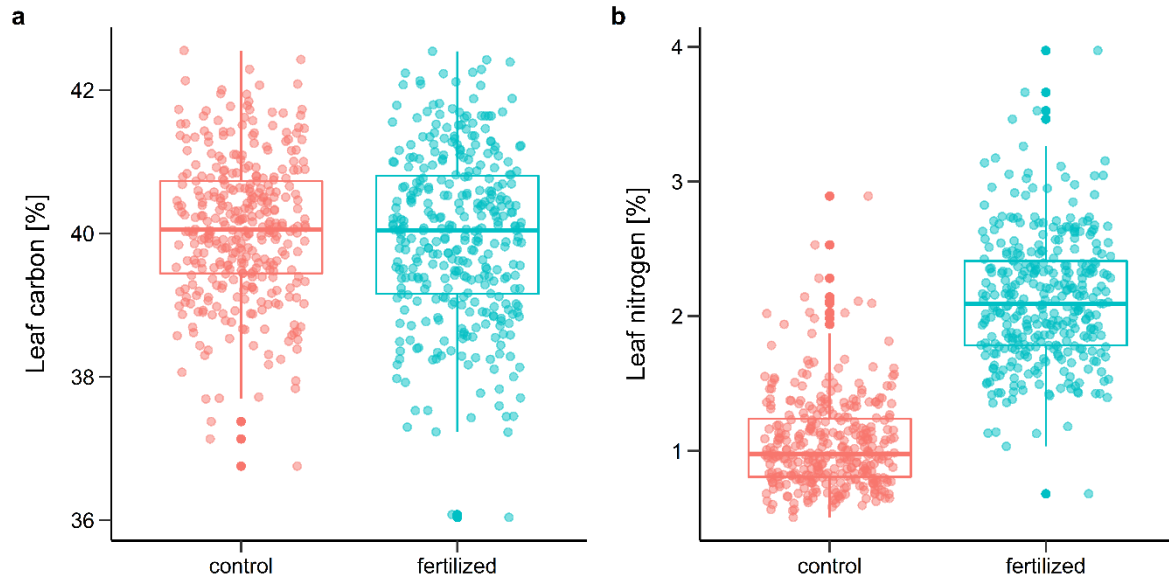 a
Leaf carbon [%]
42
40
38
36
control
fertilized
b
Leaf nitrogen [%]
4
3
2
1
control
fertilized